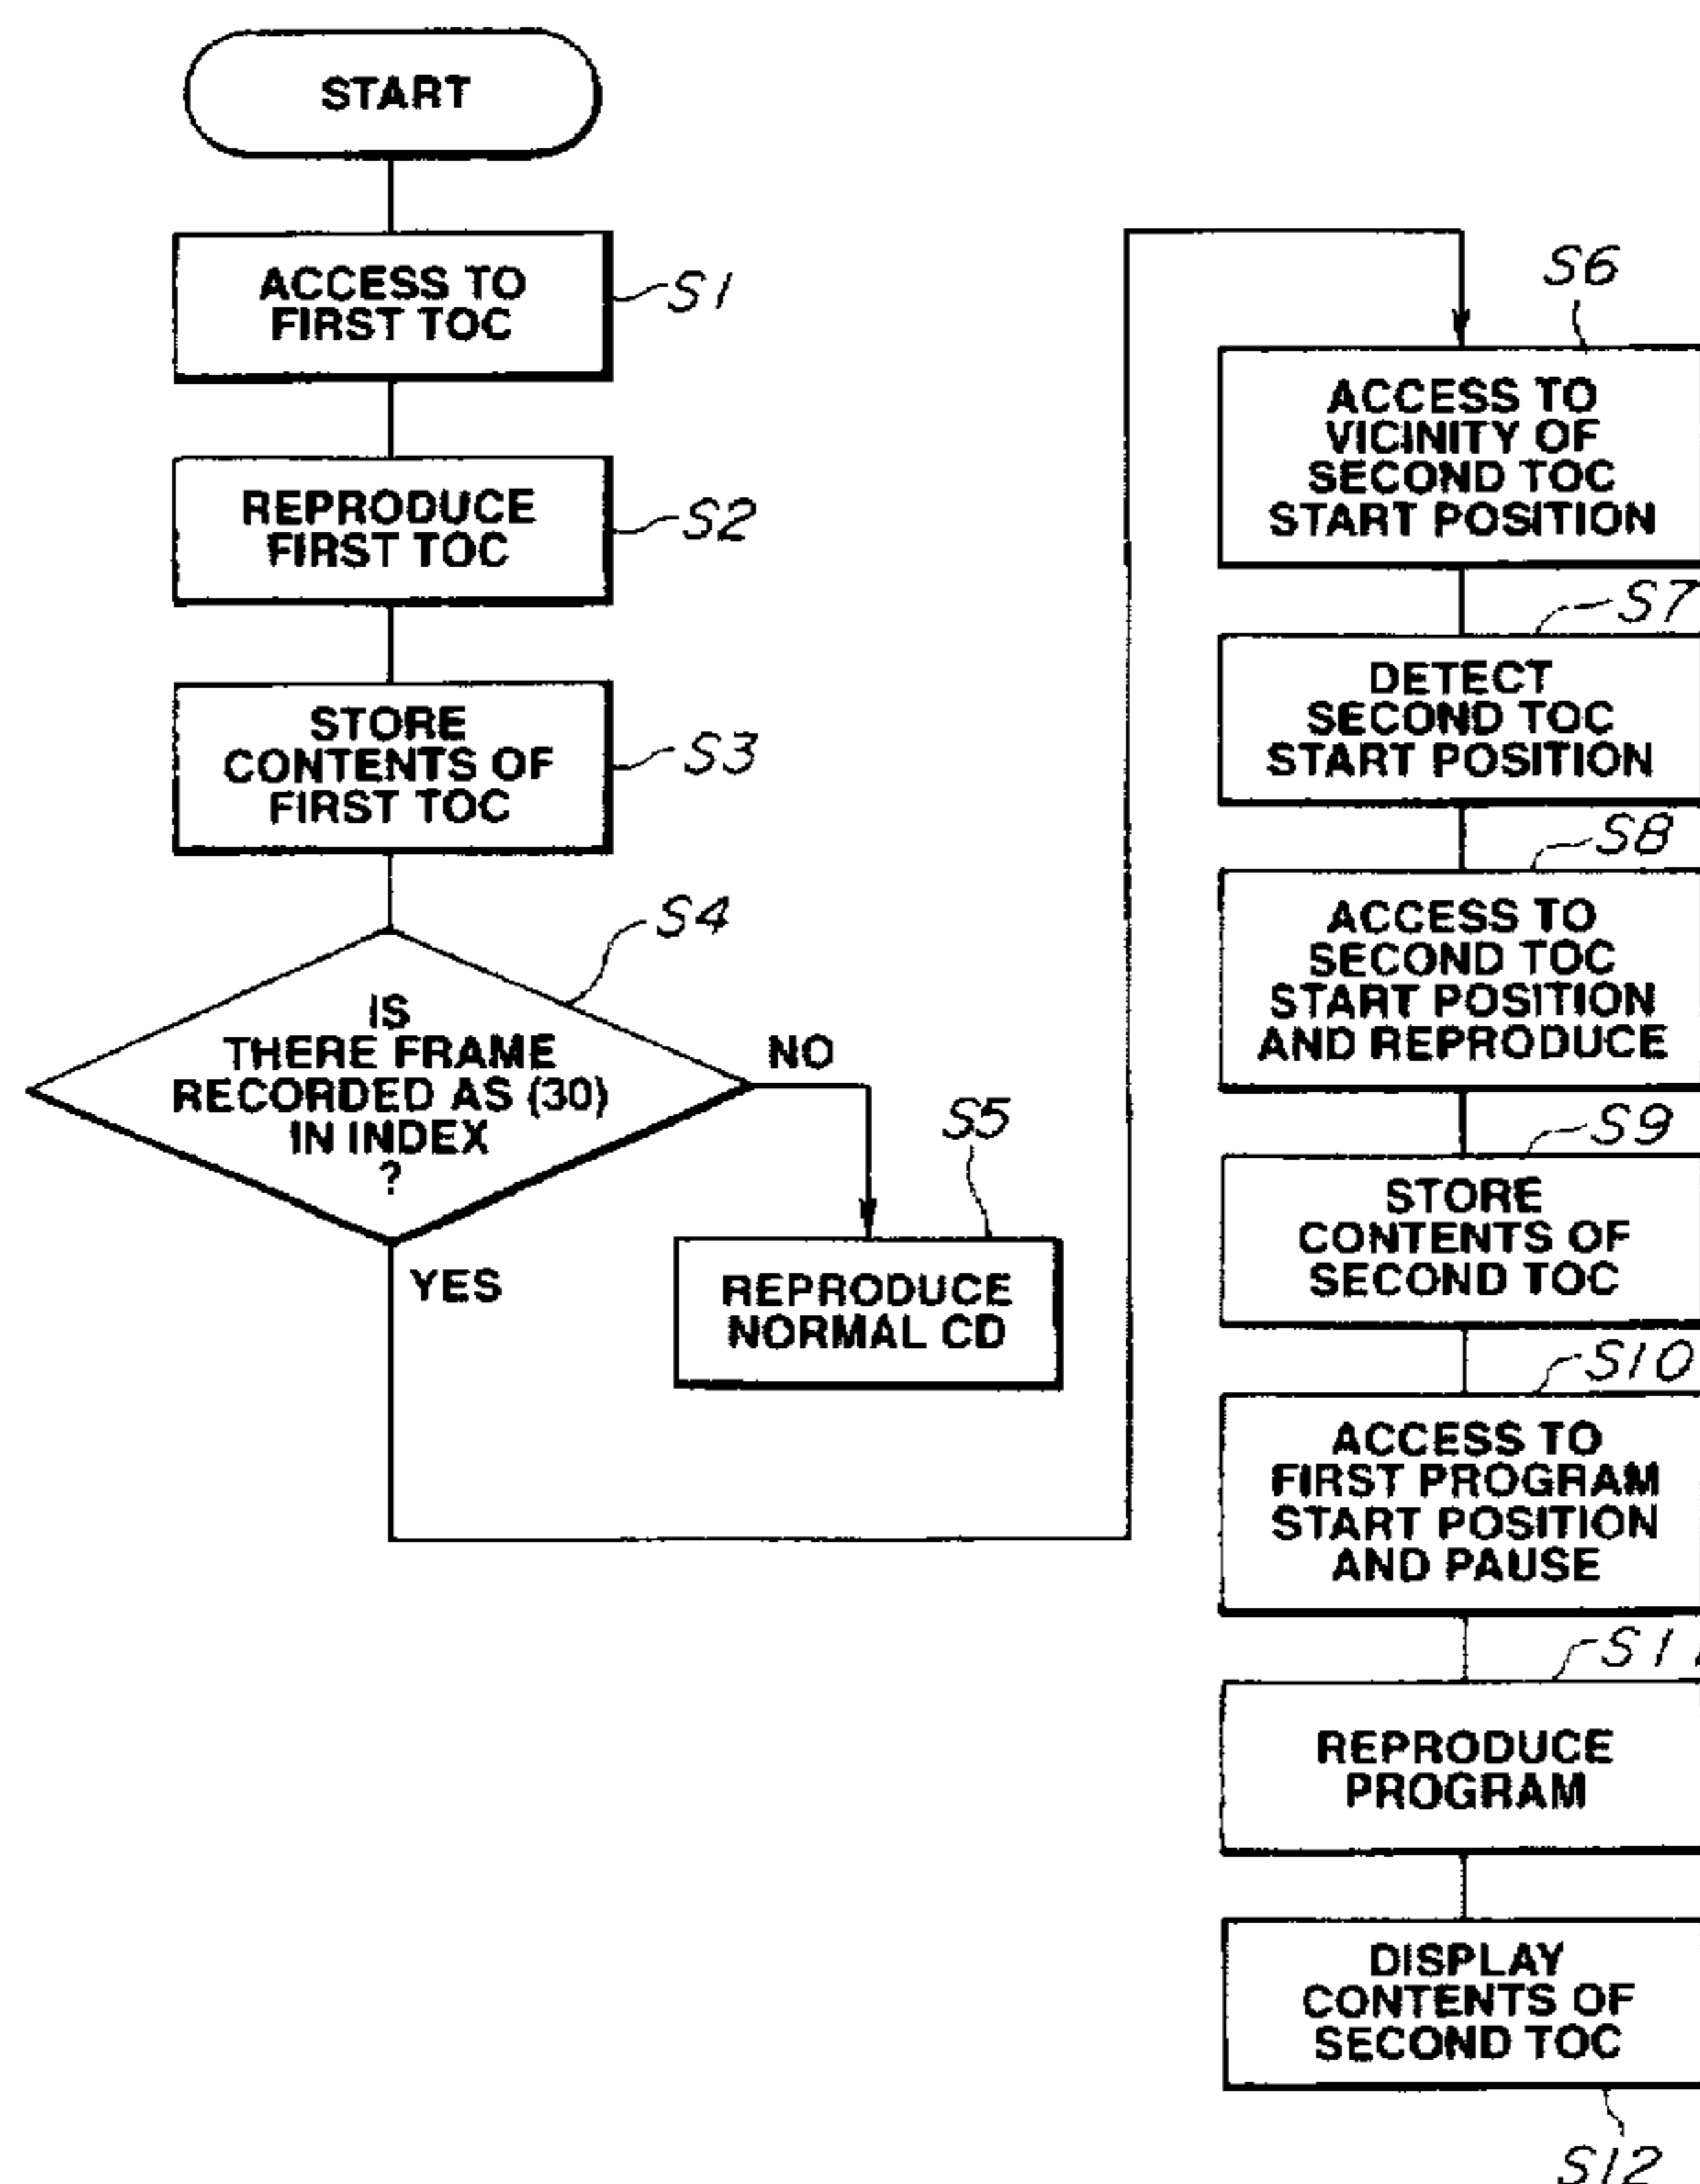 START
ACCESS TO
FIRST TOC
S1
REPRODUCE
FIRST TOC
S2
STORE
CONTENTS OF
FIRST TOC
S3
S4
IS
THERE FRAME
RECORDED AS (30)
IN INDEX
?
NO
YES
S5
REPRODUCE
NORMAL CD
S6
ACCESS TO
VICINITY OF
SECOND TOC
START POSITION
S7
DETECT
SECOND TOC
START POSITION
S8
ACCESS TO
SECOND TOC
START POSITION
AND REPRODUCE
S9
STORE
CONTENTS OF
SECOND TOC
S10
ACCESS TO
FIRST PROGRAM
START POSITION
AND PAUSE
S11
REPRODUCE
PROGRAM
DISPLAY
CONTENTS OF
SECOND TOC
S12